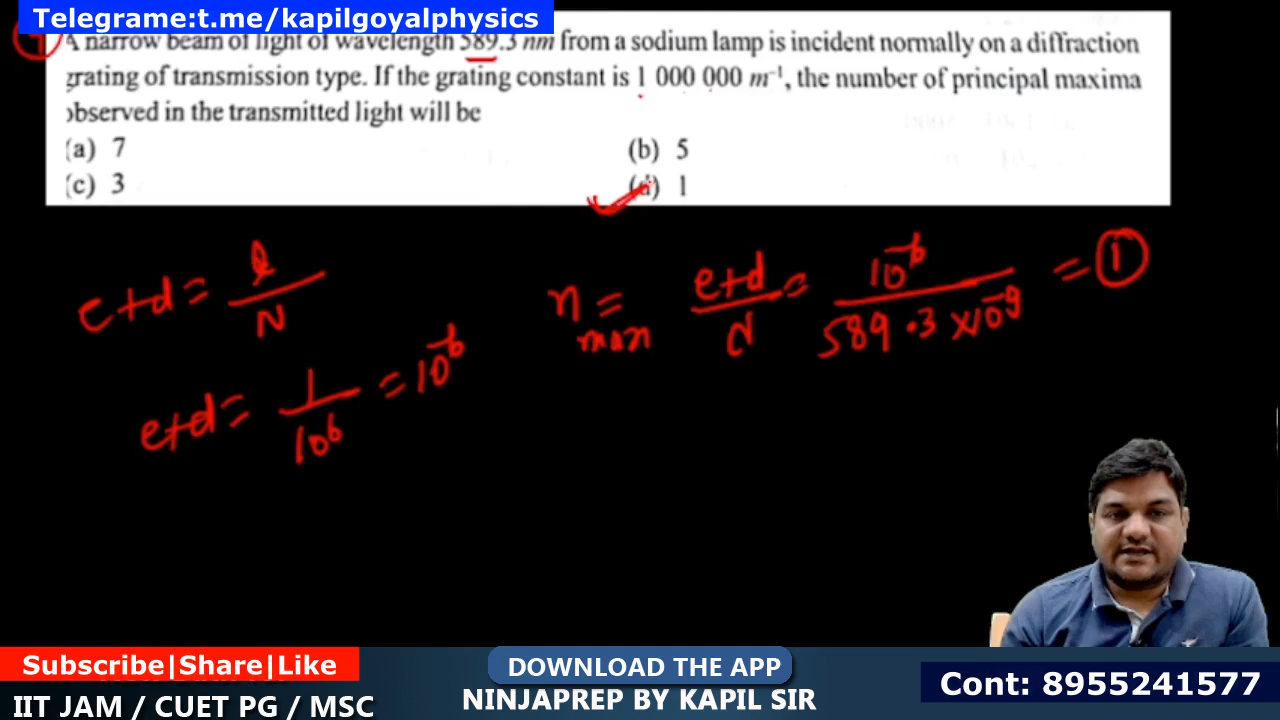 Telegrame:t.me/kapilgoyalphysics
A narrow beam of light of wavelength 589.3 nm from a sodium lamp is incident normally on a diffraction
grating of transmission type. If the grating constant is 1 000 000 m⁻¹, the number of principal maxima
observed in the transmitted light will be
(a) 7
(b) 5
(c) 3
(d) 1
e+d = l/N
e+d = 1/10⁶ = 10⁻⁶
n max = e+d/λ = 10⁻⁶/589.3×10⁻⁹ = 1
Subscribe|Share|Like
IIT JAM / CUET PG / MSC
DOWNLOAD THE APP
NINJAPREP BY KAPIL SIR
Cont: 8955241577